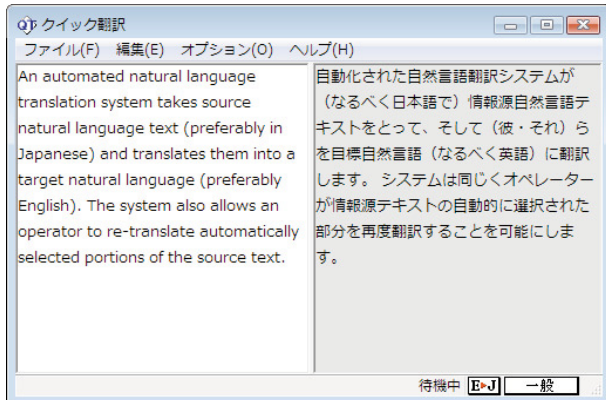 クイック翻訳
ファイル(F) 編集(E) オプション(O) ヘルプ(H)
An automated natural language
translation system takes source
natural language text (preferably in
Japanese) and translates them into a
target natural language (preferably
English). The system also allows an
operator to re-translate automatically
selected portions of the source text.
自動化された自然言語翻訳システムが
（なるべく日本語で）情報源自然言語テ
キストをとって、そして（彼・それ）ら
を目標自然言語（なるべく英語）に翻訳
します。 システムは同じくオペレーター
が情報源テキストの自動的に選択された
部分を再度翻訳することを可能にしま
す。
待機中 E▸J 一般